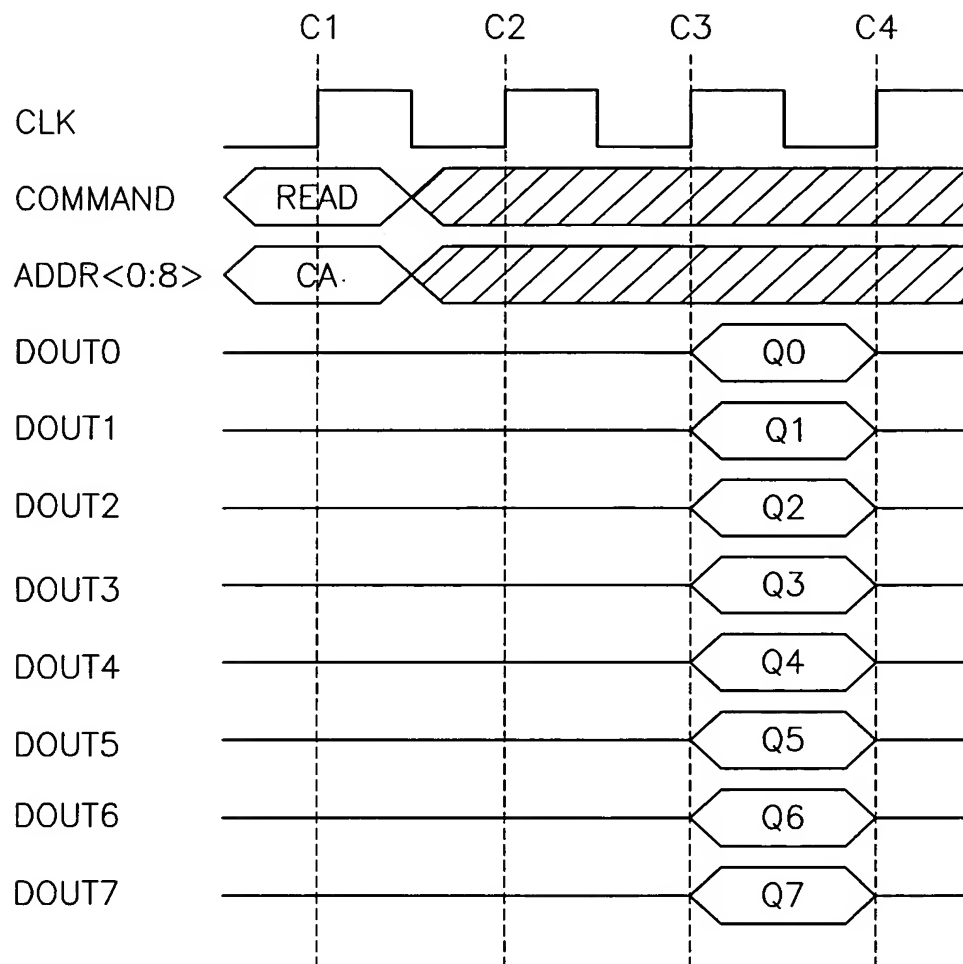 C1 C2 C3 C4
CLK
COMMAND READ
ADDR<0:8> CA
DOUT0 Q0
DOUT1 Q1
DOUT2 Q2
DOUT3 Q3
DOUT4 Q4
DOUT5 Q5
DOUT6 Q6
DOUT7 Q7